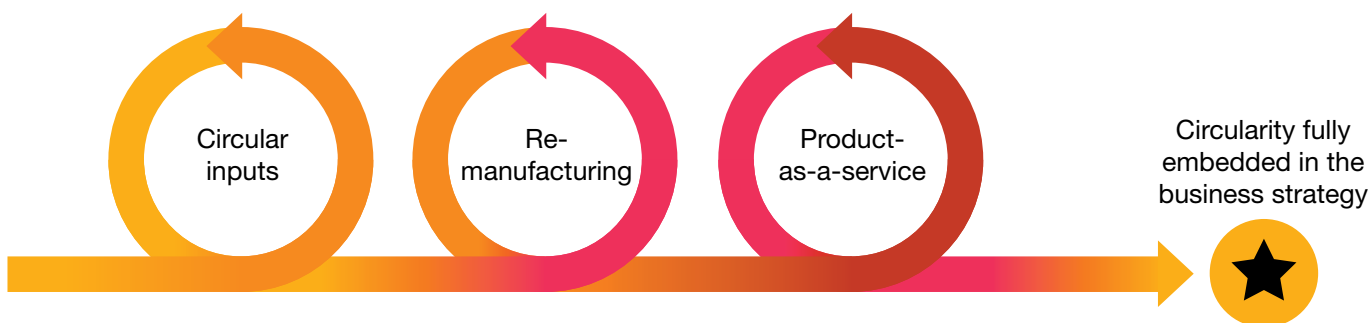 Circular
inputs
Re-
manufacturing
Product-
as-a-service
Circularity fully
embedded in the
business strategy